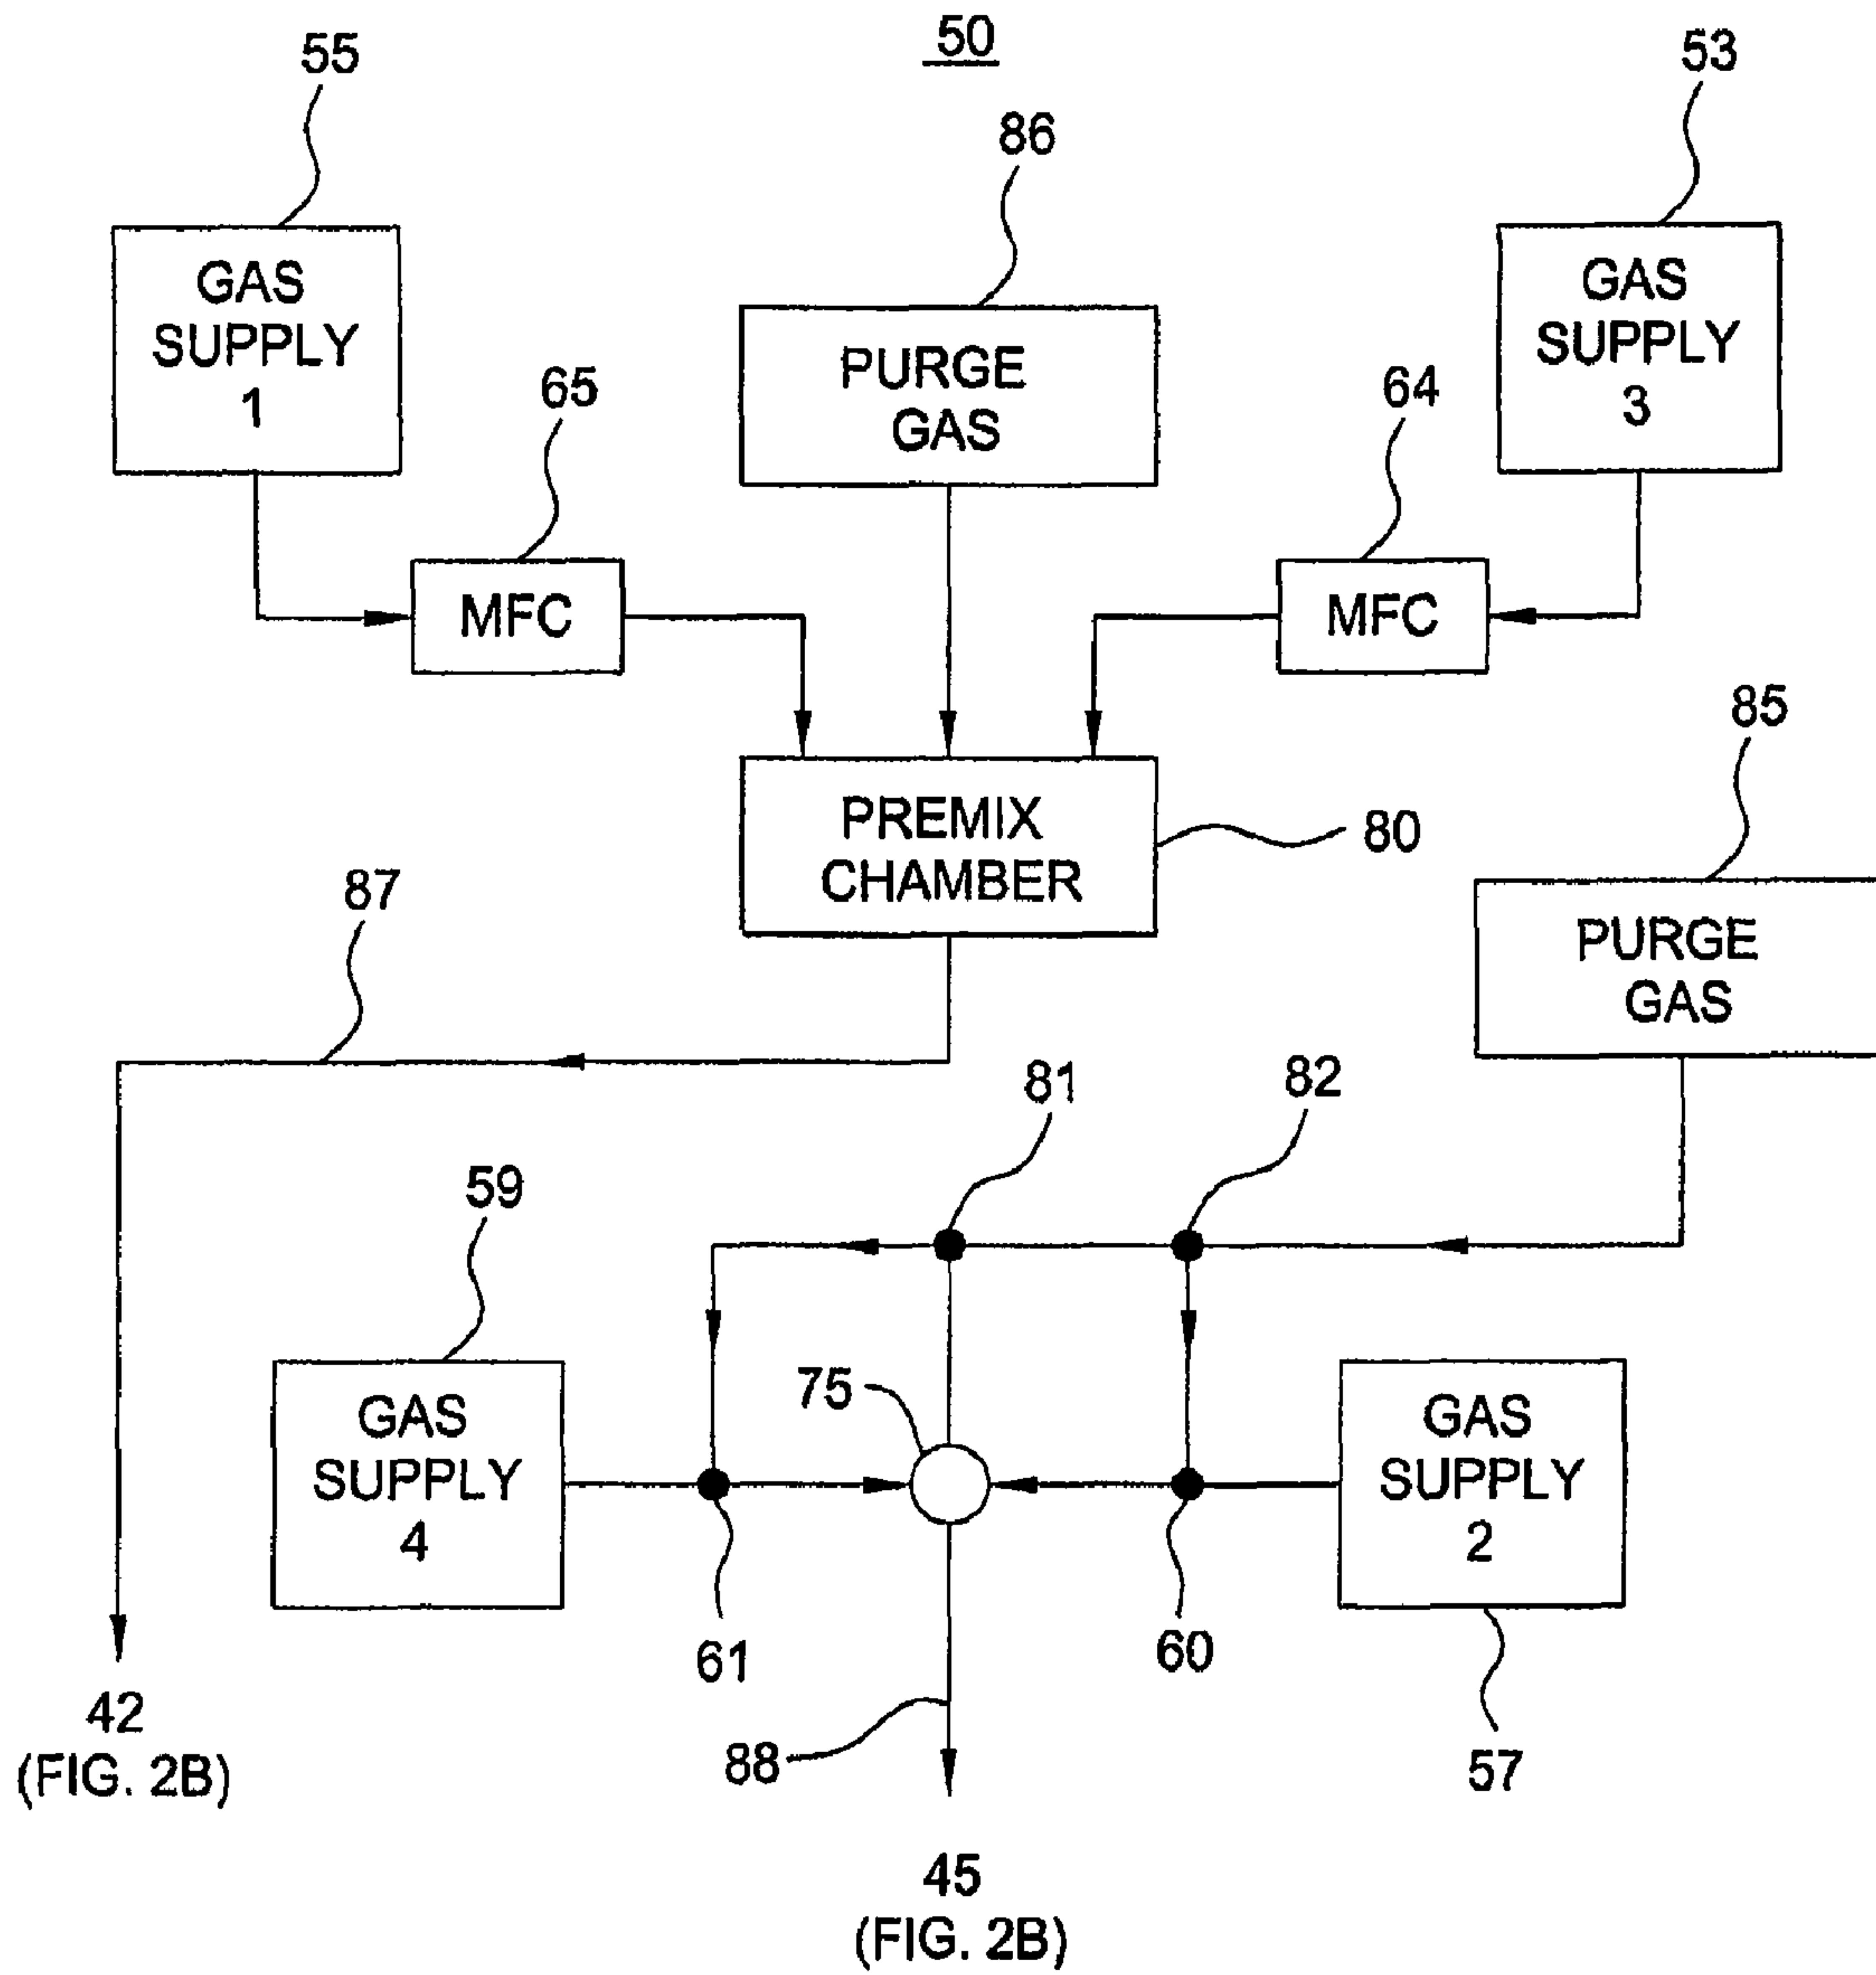 50
55
53
86
GAS
SUPPLY
1
PURGE
GAS
GAS
SUPPLY
3
65
64
MFC
MFC
85
PREMIX
CHAMBER
80
87
PURGE
GAS
81
82
59
GAS
SUPPLY
4
75
GAS
SUPPLY
2
61
60
42
(FIG. 2B)
88
57
45
(FIG. 2B)